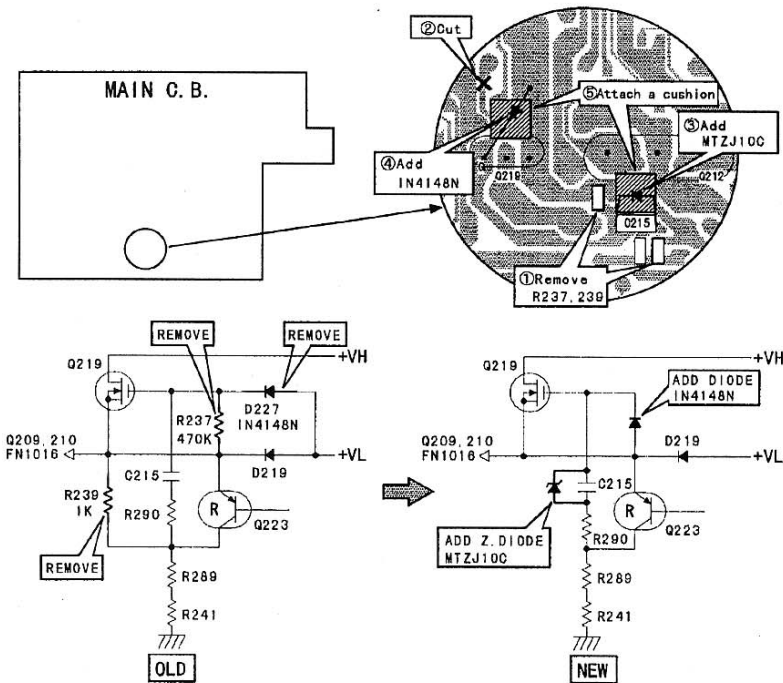 MAIN C.B.
②Cut
⑤Attach a cushion
③Add
MTZJ10C
④Add
IN4148N
Q219
Q212
Q215
①Remove
R237,239
REMOVE
REMOVE
+VH
Q219
D227
IN4148N
R237
470K
Q209,210
FN1016
+VL
D219
C215
R239
1K
R290
R
Q223
REMOVE
R289
R241
OLD
+VH
Q219
ADD DIODE
IN4148N
Q209,210
FN1016
D219
+VL
C215
R
R290
Q223
ADD Z.DIODE
MTZJ10C
R289
R241
NEW